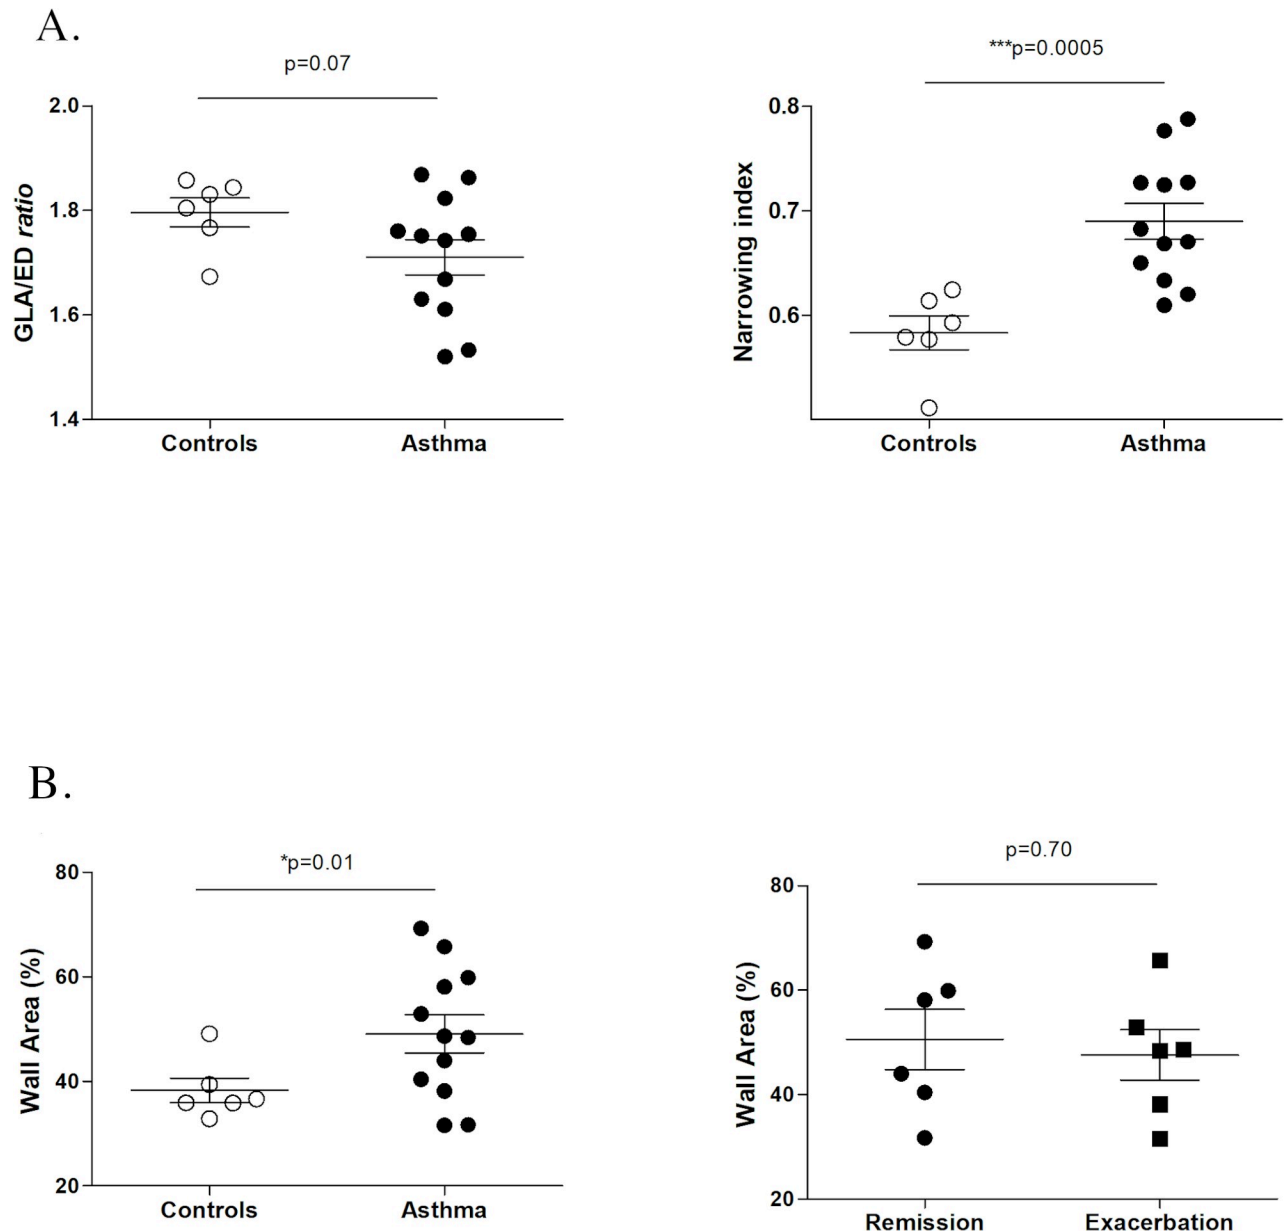 A.
p=0.07
GLA/ED ratio
2.0
1.8
1.6
1.4
Controls
Asthma
***p=0.0005
Narrowing index
0.8
0.7
0.6
Controls
Asthma
B.
*p=0.01
Wall Area (%)
80
60
40
20
Controls
Asthma
p=0.70
Wall Area (%)
80
60
40
20
Remission
Exacerbation